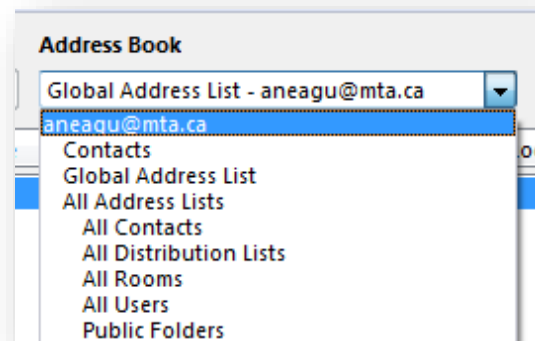 Address Book
Global Address List - aneagu@mta.ca
aneagu@mta.ca
Contacts
Global Address List
All Address Lists
All Contacts
All Distribution Lists
All Rooms
All Users
Public Folders